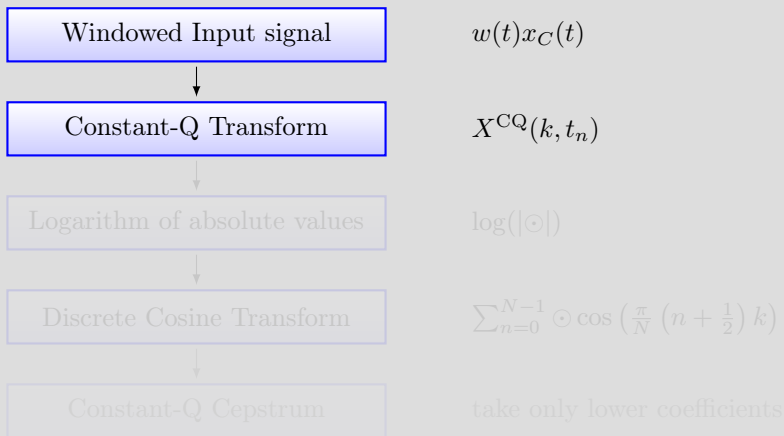 Windowed Input signal w(t)x_C(t)
Constant-Q Transform X^{CQ}(k, t_n)
Logarithm of absolute values log(|⊙|)
Discrete Cosine Transform ∑_{n=0}^{N−1} ⊙ cos (π/N (n + 1/2) k)
Constant-Q Cepstrum take only lower coefficients